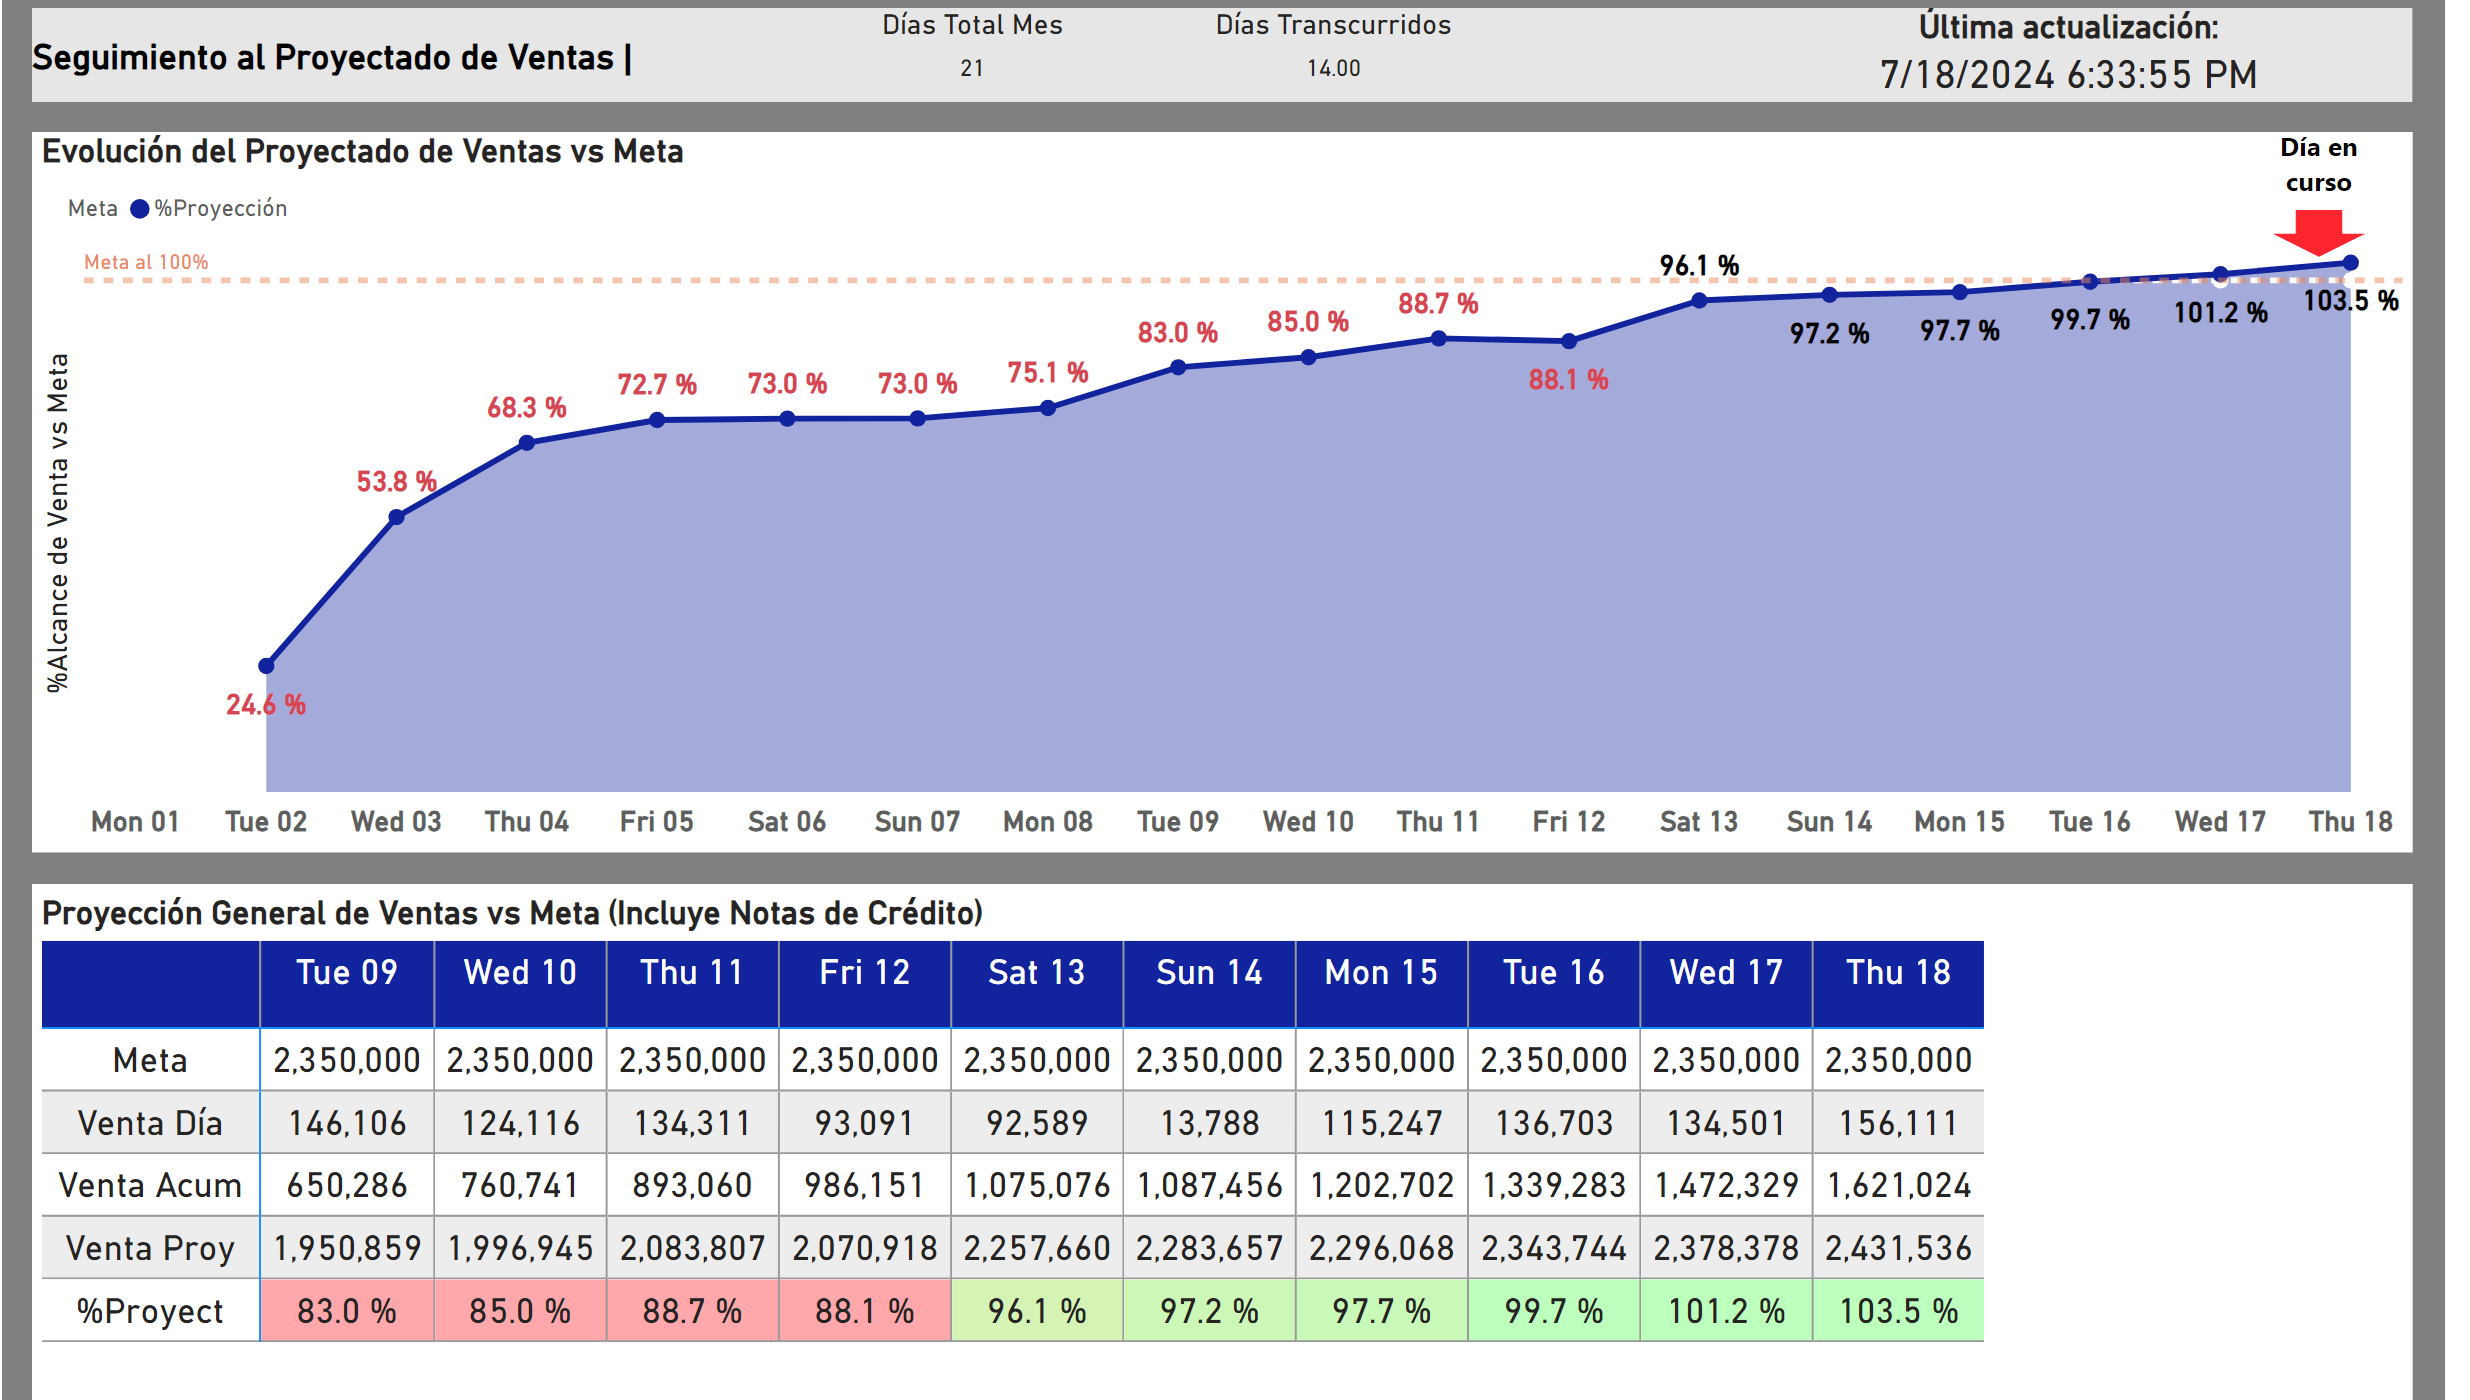 Seguimiento al Proyectado de Ventas |
Días Total Mes
21
Días Transcurridos
14.00
Última actualización:
7/18/2024 6:33:55 PM
Evolución del Proyectado de Ventas vs Meta
Día en
curso
Meta %Proyección
Meta al 100%
%Alcance de Venta vs Meta
24.6 %
53.8 %
68.3 %
72.7 %
73.0 %
73.0 %
75.1 %
83.0 %
85.0 %
88.7 %
88.1 %
96.1 %
97.2 %
97.7 %
99.7 %
101.2 %
103.5 %
Mon 01 Tue 02 Wed 03 Thu 04 Fri 05 Sat 06 Sun 07 Mon 08 Tue 09 Wed 10 Thu 11 Fri 12 Sat 13 Sun 14 Mon 15 Tue 16 Wed 17 Thu 18
Proyección General de Ventas vs Meta (Incluye Notas de Crédito)
Tue 09 Wed 10 Thu 11 Fri 12 Sat 13 Sun 14 Mon 15 Tue 16 Wed 17 Thu 18
Meta 2,350,000 2,350,000 2,350,000 2,350,000 2,350,000 2,350,000 2,350,000 2,350,000 2,350,000 2,350,000
Venta Día 146,106 124,116 134,311 93,091 92,589 13,788 115,247 136,703 134,501 156,111
Venta Acum 650,286 760,741 893,060 986,151 1,075,076 1,087,456 1,202,702 1,339,283 1,472,329 1,621,024
Venta Proy 1,950,859 1,996,945 2,083,807 2,070,918 2,257,660 2,283,657 2,296,068 2,343,744 2,378,378 2,431,536
%Proyect 83.0 % 85.0 % 88.7 % 88.1 % 96.1 % 97.2 % 97.7 % 99.7 % 101.2 % 103.5 %